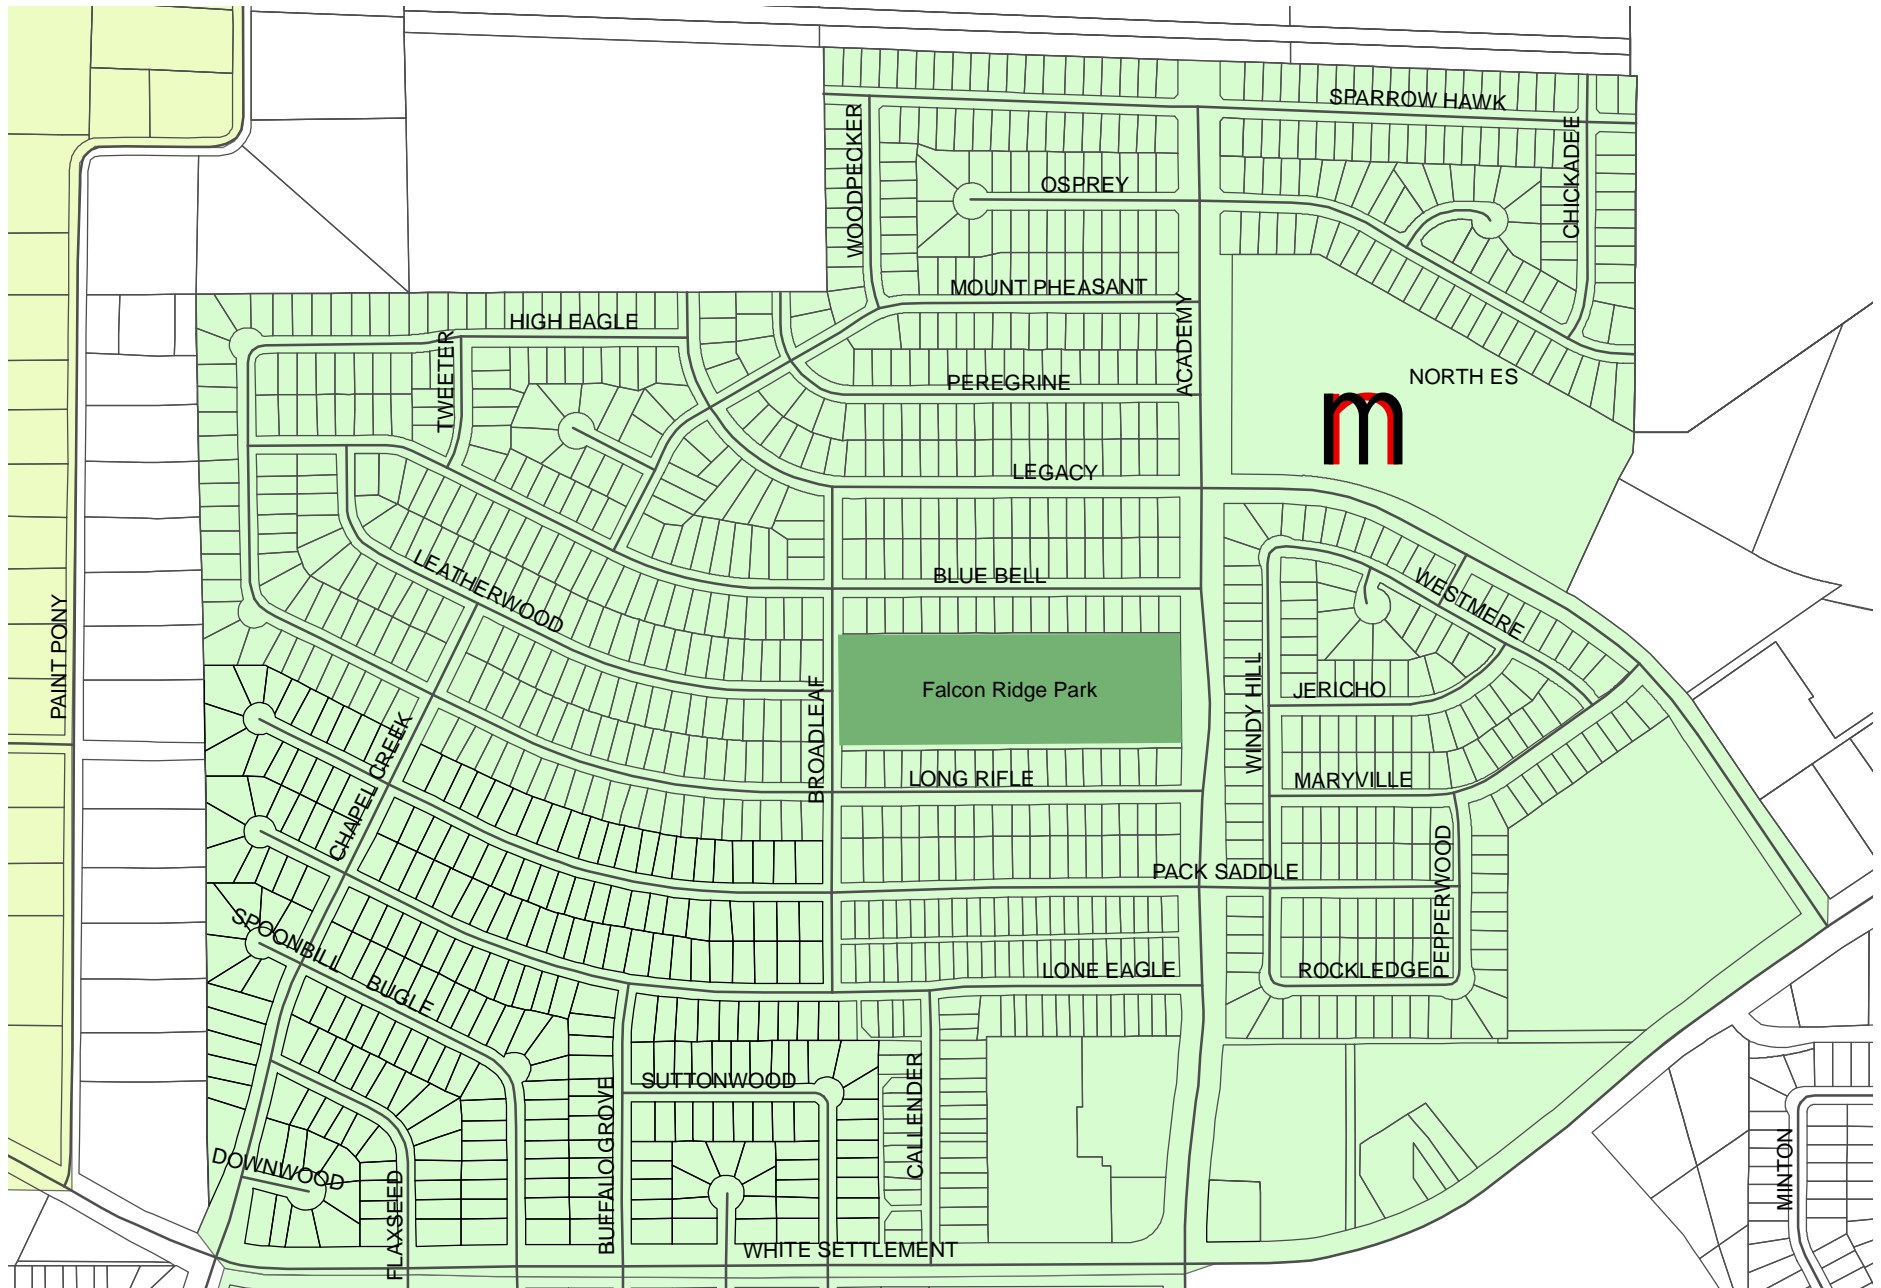 SPARROW HAWK
WOODPECKER
CHICKADEE
OSPREY
MOUNT PHEASANT
HIGH EAGLE
TWEETER
ACADEMY
PEREGRINE
NORTH ES
m
LEGACY
LEATHERWOOD
BLUE BELL
WESTMERE
PAINT PONY
Falcon Ridge Park
WINDY HILL
JERICHO
BROADLEAF
CHAPEL CREEK
LONG RIFLE
MARYVILLE
PACK SADDLE
PEPPERWOOD
SPOONBILL
BUGLE
LONE EAGLE
ROCKLEDGE
SUTTONWOOD
CALLENDER
BUFFALO GROVE
DOWNWOOD
FLAXSEED
MINTON
WHITE SETTLEMENT